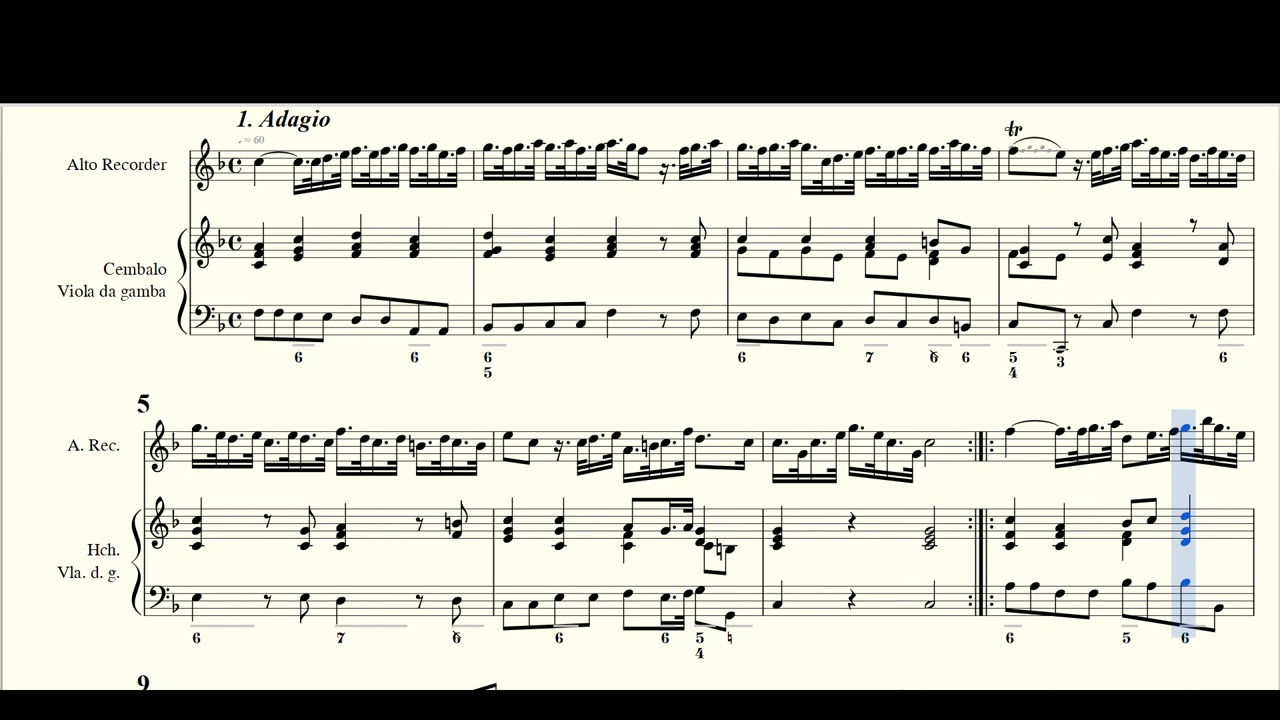 1. Adagio
♩ = 60
Alto Recorder
tr
Cembalo
Viola da gamba
6 6 6 6 7 6 6 5 3 6
5 4
5
A. Rec.
Hch.
Vla. d. g.
6 7 6 6 6 5 ♮ 6 5 6
4
9